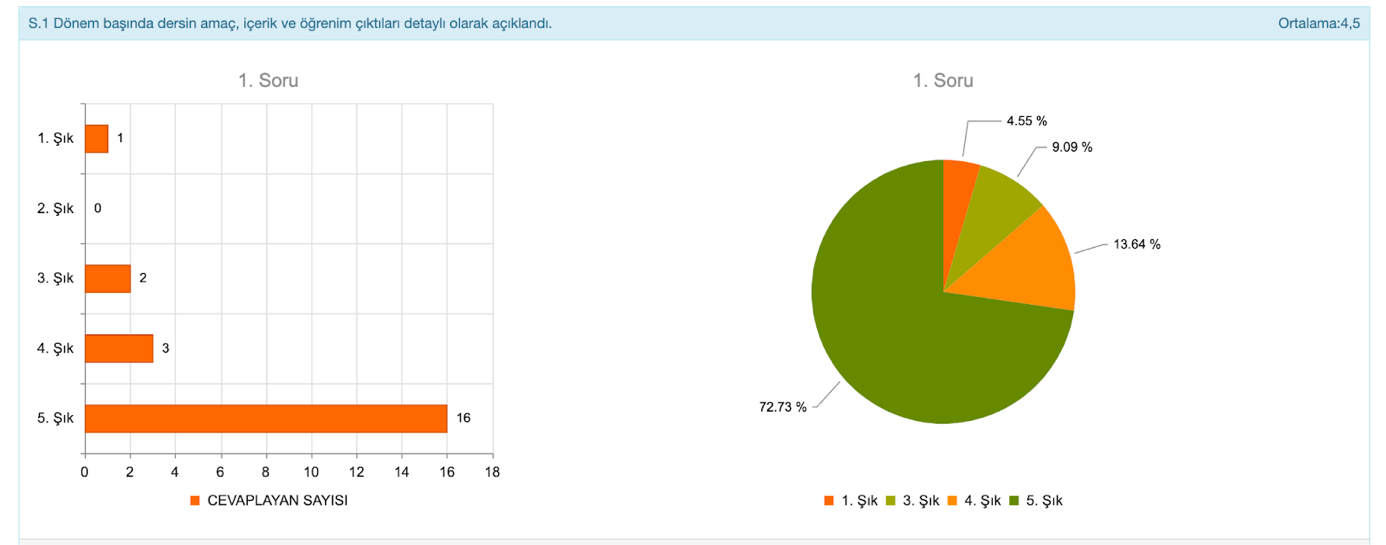 S.1 Dönem başında dersin amaç, içerik ve öğrenim çıktıları detaylı olarak açıklandı.
Ortalama:4,5
1. Soru
1. Şık
1
2. Şık
0
3. Şık
2
4. Şık
3
5. Şık
16
0 2 4 6 8 10 12 14 16 18
CEVAPLAYAN SAYISI
1. Soru
4.55 %
9.09 %
13.64 %
72.73 %
1. Şık 3. Şık 4. Şık 5. Şık